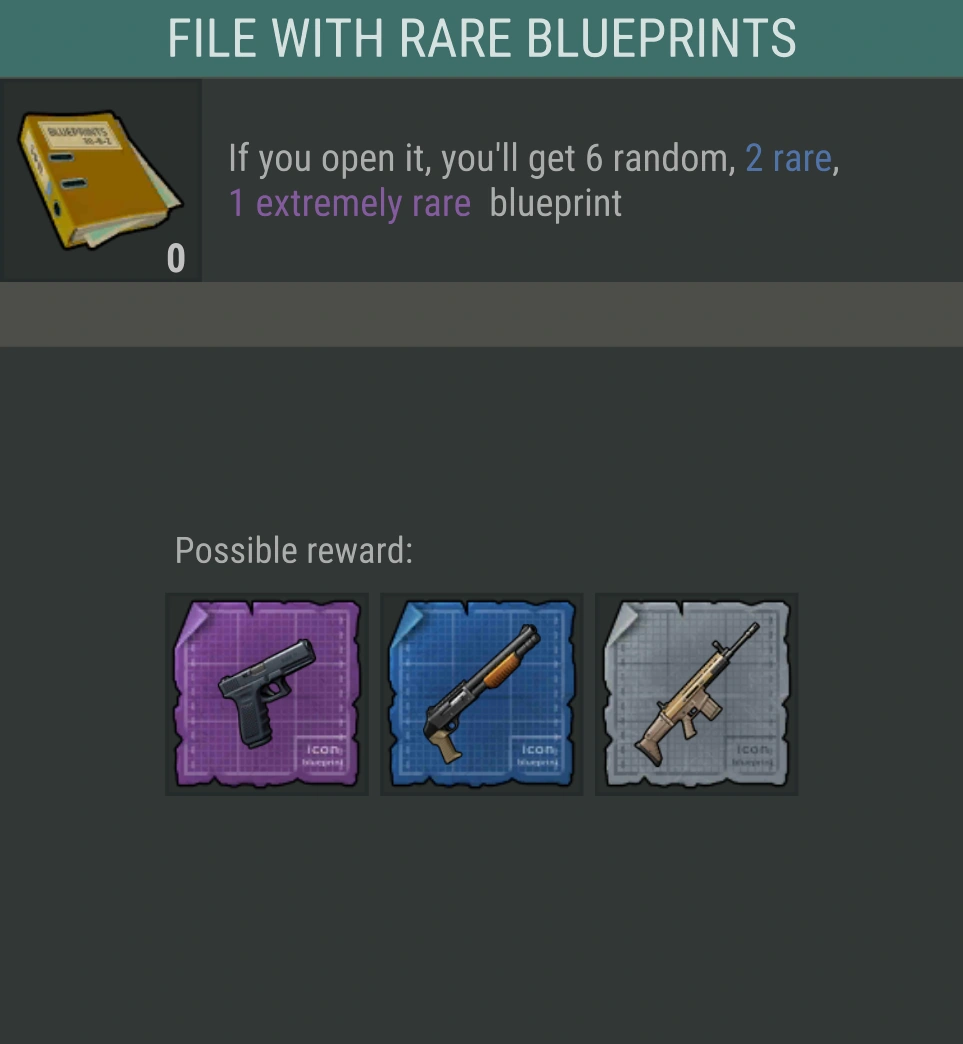 FILE WITH RARE BLUEPRINTS
BLUEPRINTS
0
If you open it, you'll get 6 random, 2 rare,
1 extremely rare blueprint
Possible reward:
icon
blueprint
icon
blueprint
icon
blueprint